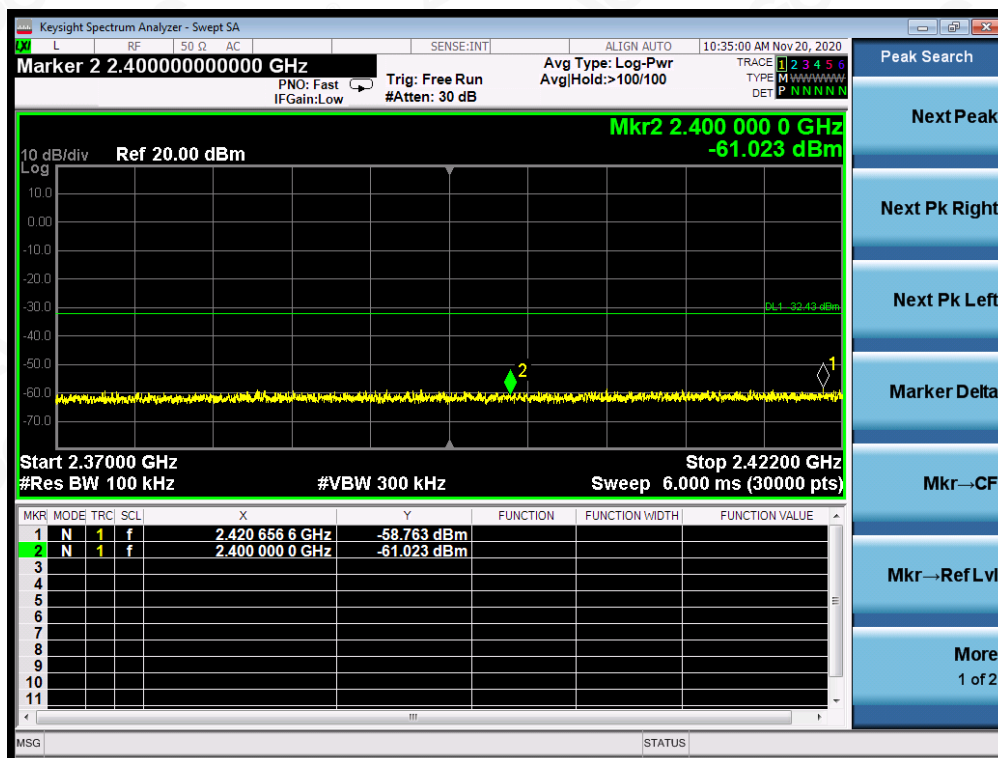 Keysight Spectrum Analyzer - Swept SA
LXI L RF 50 Ω AC SENSE:INT ALIGN AUTO 10:35:00 AM Nov 20, 2020
Marker 2 2.400000000000 GHz
PNO: Fast
IFGain:Low
Trig: Free Run
#Atten: 30 dB
Avg Type: Log-Pwr
Avg|Hold:>100/100
TRACE 1 2 3 4 5 6
TYPE M WWWWW
DET P N N N N N
Mkr2 2.400 000 0 GHz
-61.023 dBm
10 dB/div Ref 20.00 dBm
Log
10.0
0.00
-10.0
-20.0
-30.0
DL1 -32.43 dBm
-40.0
-50.0
-60.0
-70.0
2
1
Start 2.37000 GHz Stop 2.42200 GHz
#Res BW 100 kHz #VBW 300 kHz Sweep 6.000 ms (30000 pts)
MKR MODE TRC SCL X Y FUNCTION FUNCTION WIDTH FUNCTION VALUE
1 N 1 f 2.420 656 6 GHz -58.763 dBm
2 N 1 f 2.400 000 0 GHz -61.023 dBm
3
4
5
6
7
8
9
10
11
MSG STATUS
Peak Search
Next Peak
Next Pk Right
Next Pk Left
Marker Delta
Mkr→CF
Mkr→Ref Lvl
More
1 of 2